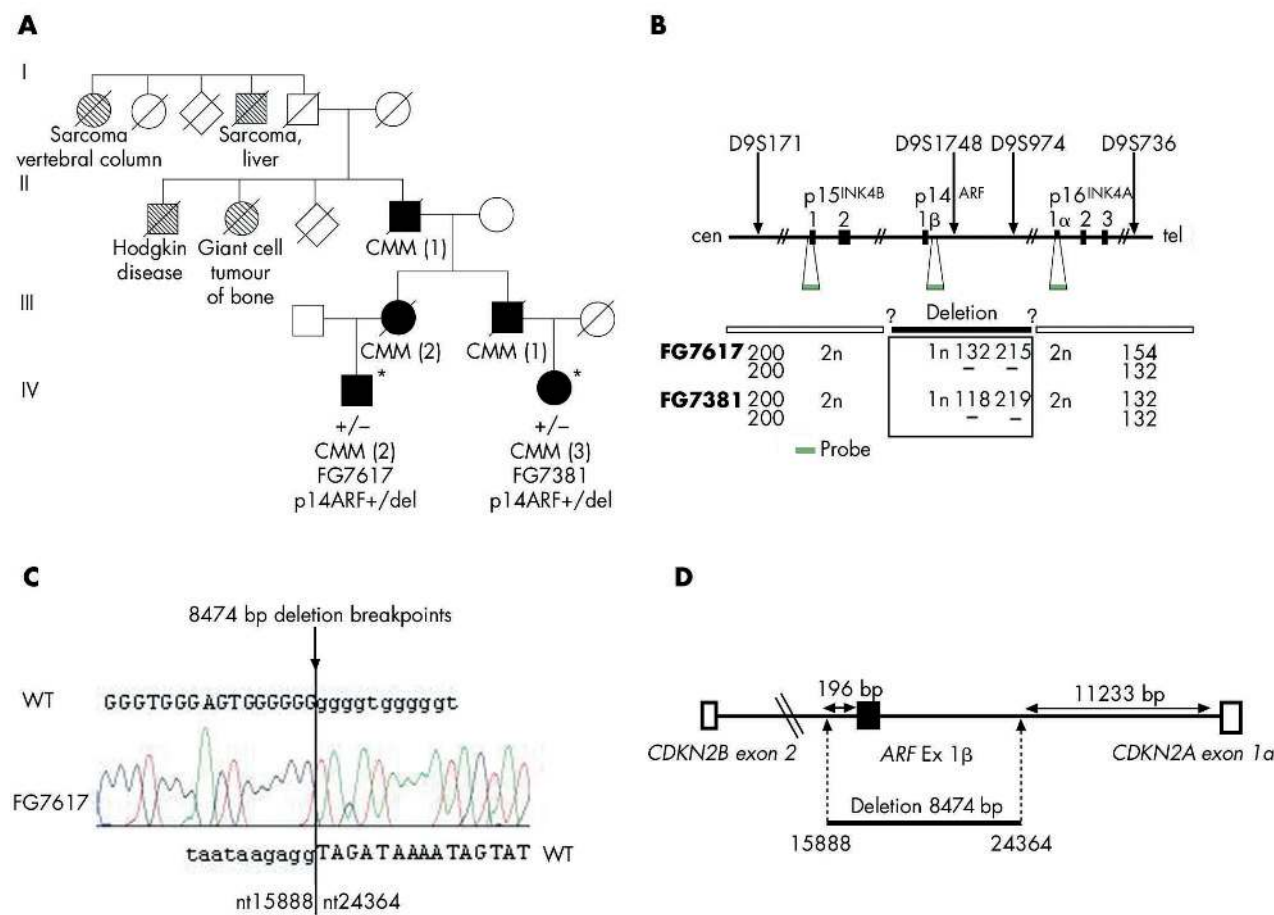 A
I
Sarcoma
vertebral column
Sarcoma,
liver
II
Hodgkin
disease
Giant cell
tumour
of bone
CMM (1)
III
CMM (2)
CMM (1)
IV
*
*
+/–
CMM (2)
FG7617
p14ARF+/del
+/–
CMM (3)
FG7381
p14ARF+/del
B
D9S171 D9S1748 D9S974 D9S736
p15INK4B p14ARF p16INK4A
1 2 1β 1α 2 3
cen // // // // tel
? Deletion ?
FG7617 200 2n 1n 132 215 2n 154
200 – – 132
FG7381 200 2n 1n 118 219 2n 132
200 – – 132
Probe
C
8474 bp deletion breakpoints
WT GGGTGGGAGTGGGGGGggggtgggggt
FG7617
taataagaggTAGATAAAATAGTAT WT
nt15888 nt24364
D
196 bp 11233 bp
CDKN2B exon 2 ARF Ex 1β CDKN2A exon 1a
Deletion 8474 bp
15888 24364